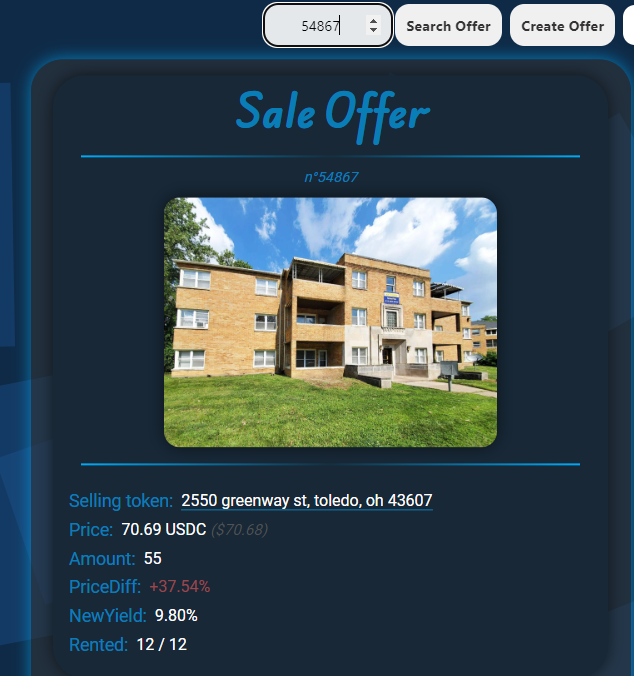 54867 Search Offer Create Offer
Sale Offer
n°54867
Selling token: 2550 greenway st, toledo, oh 43607
Price: 70.69 USDC ($70.68)
Amount: 55
PriceDiff: +37.54%
NewYield: 9.80%
Rented: 12 / 12